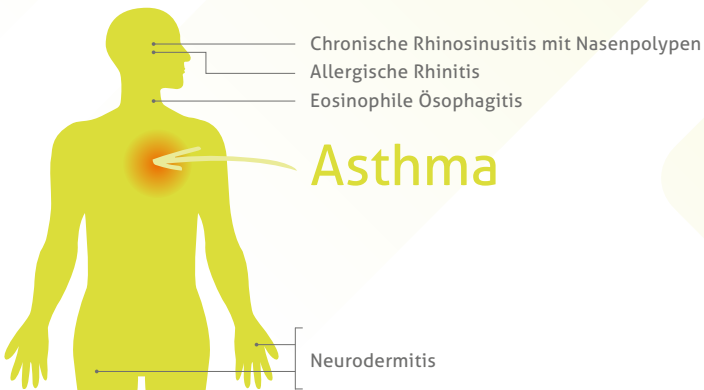 Chronische Rhinosinusitis mit Nasenpolypen
Allergische Rhinitis
Eosinophile Ösophagitis
Asthma
Neurodermitis